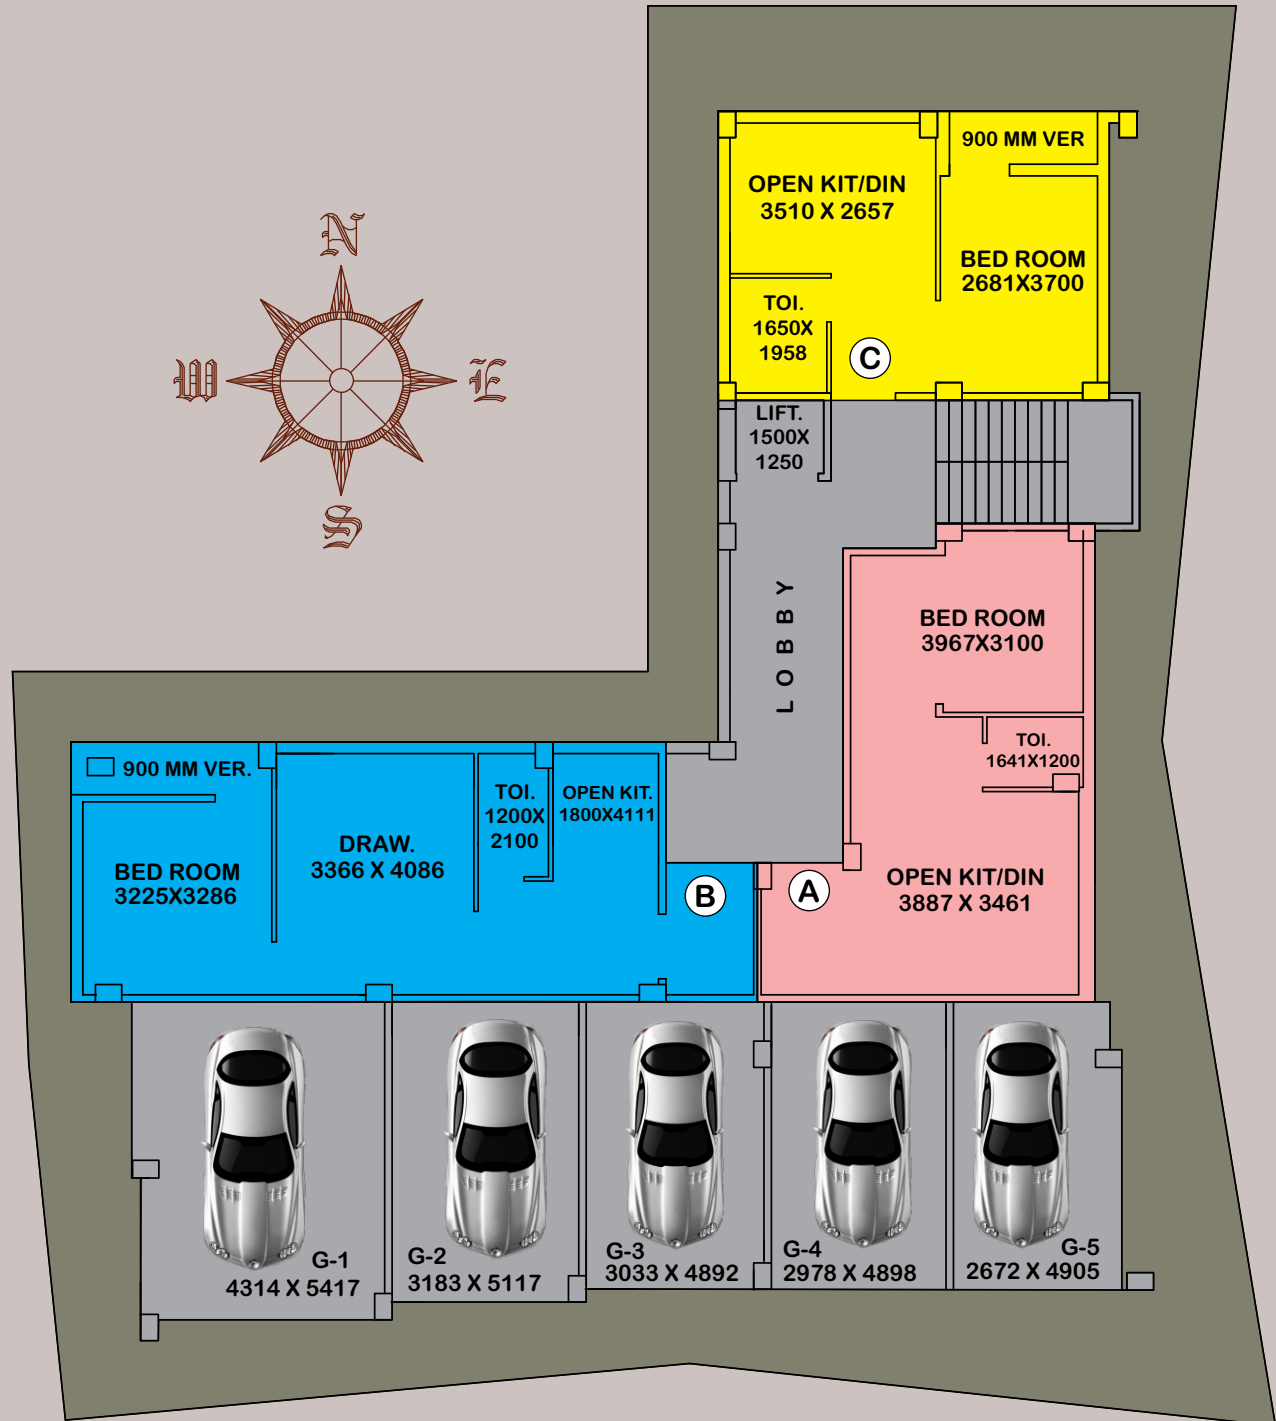 900 MM VER
OPEN KIT/DIN
3510 X 2657
BED ROOM
2681X3700
TOI.
1650X
1958
C
LIFT.
1500X
1250
N
W
E
S
LOBBY
BED ROOM
3967X3100
TOI.
1641X1200
OPEN KIT/DIN
3887 X 3461
A
900 MM VER.
BED ROOM
3225X3286
DRAW.
3366 X 4086
TOI.
1200X
2100
OPEN KIT.
1800X4111
B
G-1
4314 X 5417
G-2
3183 X 5117
G-3
3033 X 4892
G-4
2978 X 4898
G-5
2672 X 4905